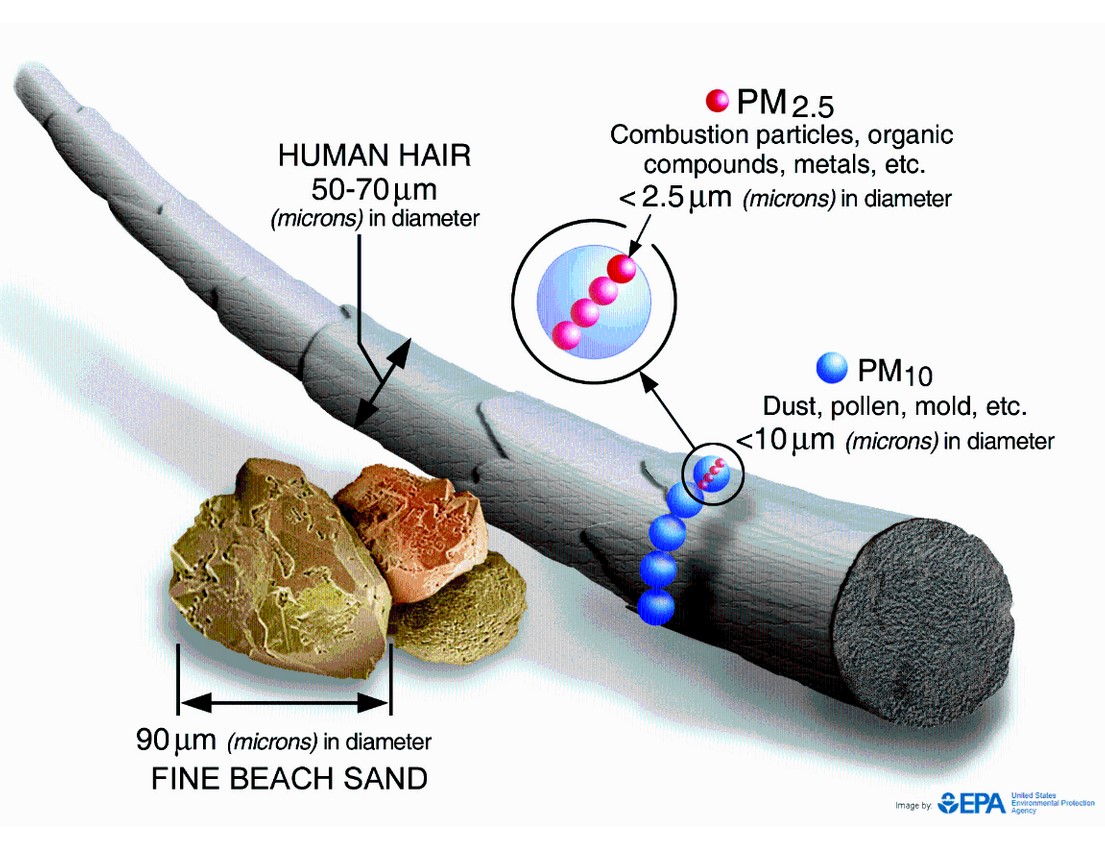 PM2.5
Combustion particles, organic
compounds, metals, etc.
< 2.5 µm (microns) in diameter
HUMAN HAIR
50-70 µm
(microns) in diameter
PM10
Dust, pollen, mold, etc.
<10 µm (microns) in diameter
90 µm (microns) in diameter
FINE BEACH SAND
Image by: EPA
United States
Environmental Protection
Agency